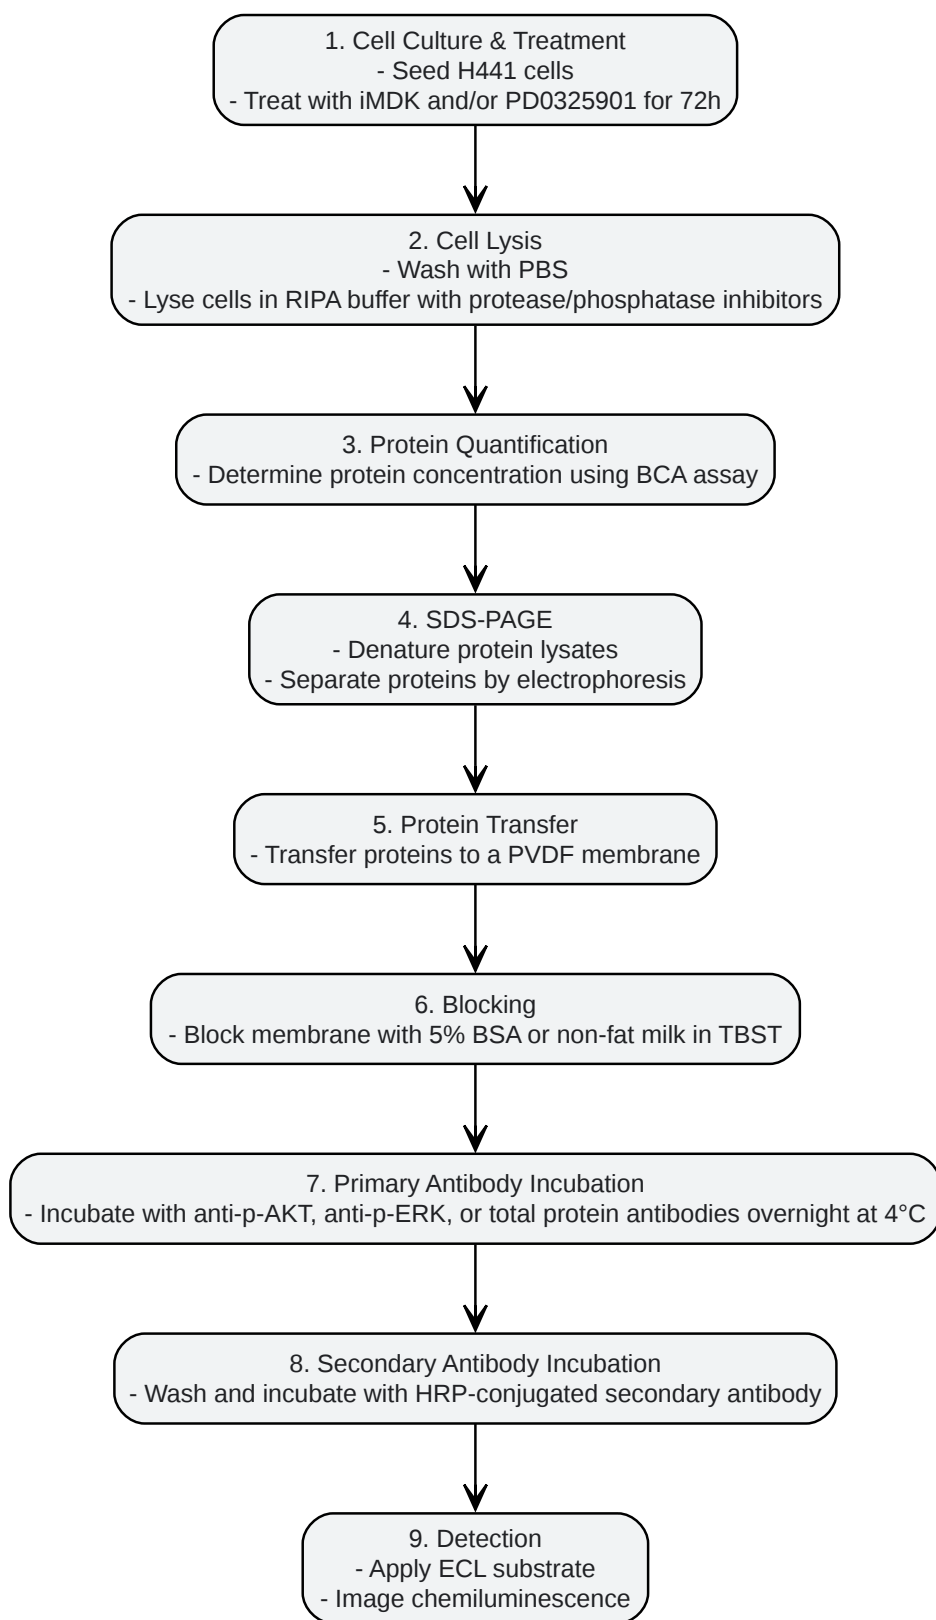 1. Cell Culture & Treatment
- Seed H441 cells
- Treat with iMDK and/or PD0325901 for 72h
2. Cell Lysis
- Wash with PBS
- Lyse cells in RIPA buffer with protease/phosphatase inhibitors
3. Protein Quantification
- Determine protein concentration using BCA assay
4. SDS-PAGE
- Denature protein lysates
- Separate proteins by electrophoresis
5. Protein Transfer
- Transfer proteins to a PVDF membrane
6. Blocking
- Block membrane with 5% BSA or non-fat milk in TBST
7. Primary Antibody Incubation
- Incubate with anti-p-AKT, anti-p-ERK, or total protein antibodies overnight at 4°C
8. Secondary Antibody Incubation
- Wash and incubate with HRP-conjugated secondary antibody
9. Detection
- Apply ECL substrate
- Image chemiluminescence